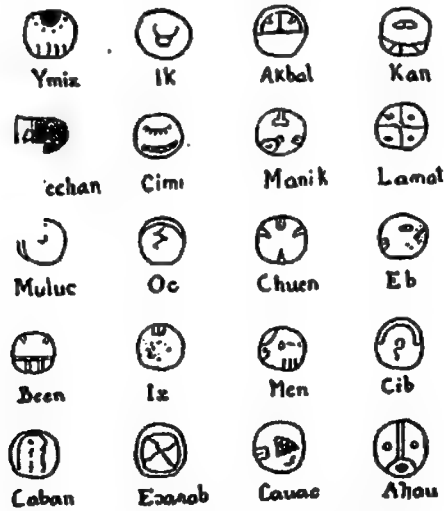 Ymix Ik Akbal Kan
Cimi Manik Lamat
Muluc Oc Chuen Eb
Been Ix Men Cib
Caban Cauac Ahau